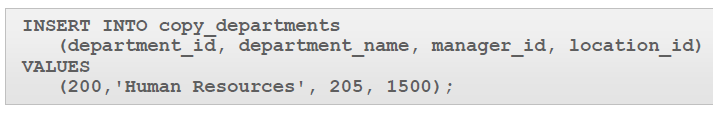 INSERT INTO copy_departments
(department_id, department_name, manager_id, location_id)
VALUES
(200,'Human Resources', 205, 1500);